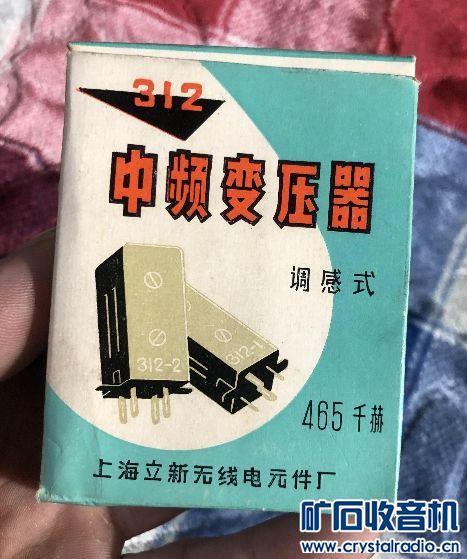 312
中频变压器
调感式
312-2
312-1
465千赫
上海立新无线电元件厂
矿石收音机
www.crystalradio.cn